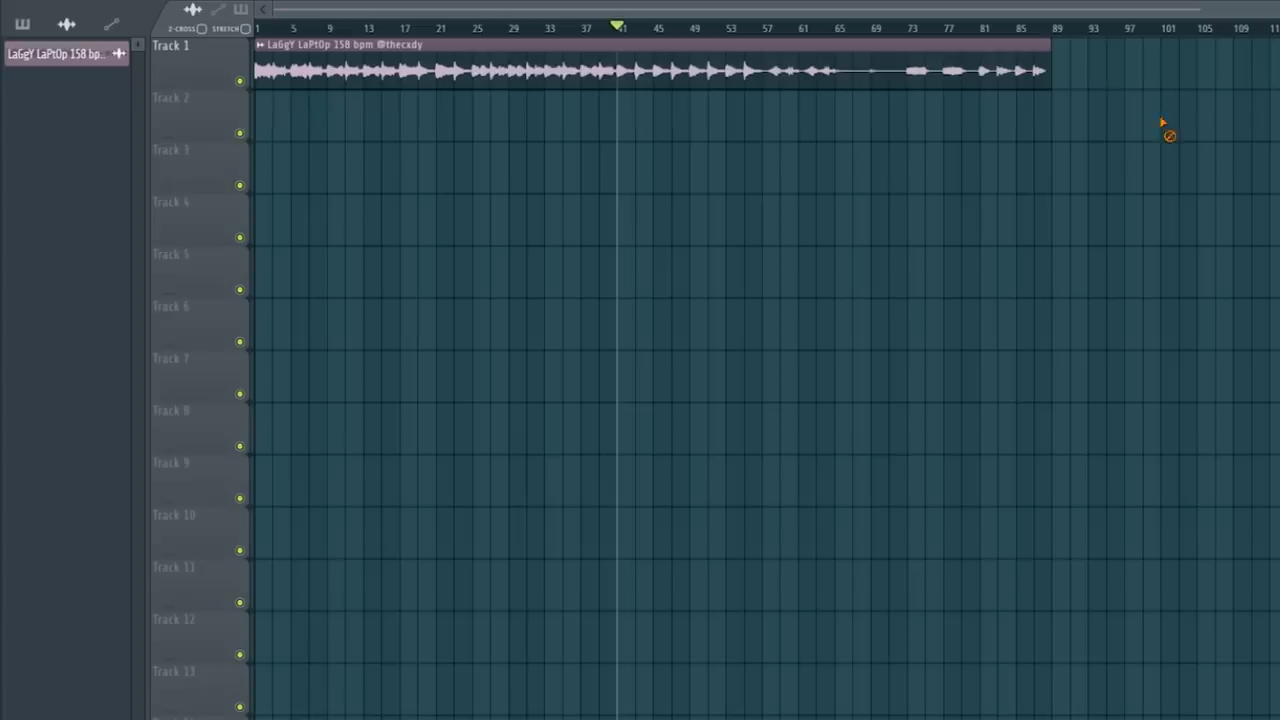 Z-CROSS STRETCH 1 5 9 13 17 21 25 29 33 37 41 45 49 53 57 61 65 69 73 77 81 85 89 93 97 101 105 109 11
LaGgY LaPtOp 158 bp..
Track 1
LaGgY LaPtOp 158 bpm @thecxdy
Track 2
Track 3
Track 4
Track 5
Track 6
Track 7
Track 8
Track 9
Track 10
Track 11
Track 12
Track 13